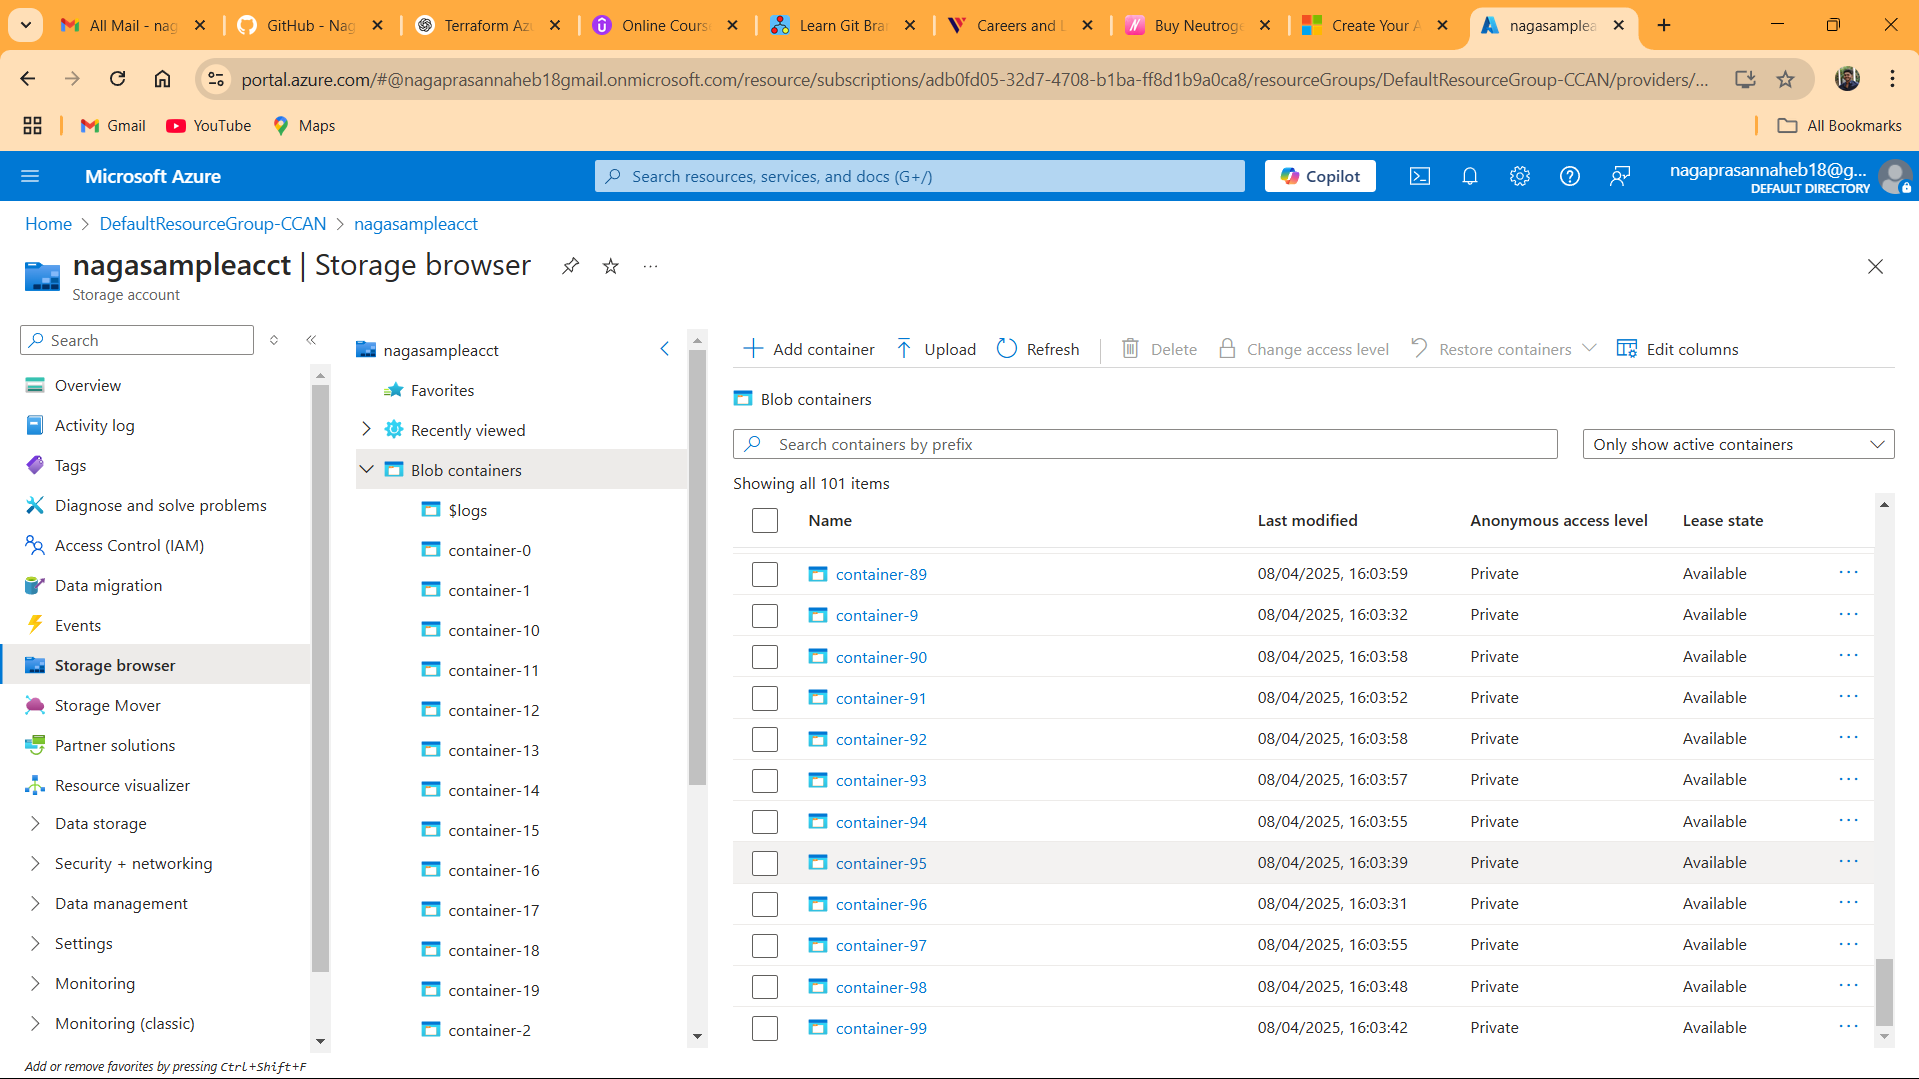 All Mail - nag
GitHub - Nag
Terraform Az
Online Cours
Learn Git Bran
Careers and L
Buy Neutroge
Create Your A
nagasamplea
portal.azure.com/#@nagaprasannaheb18gmail.onmicrosoft.com/resource/subscriptions/adb0fd05-32d7-4708-b1ba-ff8d1b9a0ca8/resourceGroups/DefaultResourceGroup-CCAN/providers/...
Gmail
YouTube
Maps
All Bookmarks
Microsoft Azure
Search resources, services, and docs (G+/)
Copilot
nagaprasannaheb18@g...
DEFAULT DIRECTORY
Home > DefaultResourceGroup-CCAN > nagasampleacct
nagasampleacct | Storage browser
Storage account
Search
Overview
Activity log
Tags
Diagnose and solve problems
Access Control (IAM)
Data migration
Events
Storage browser
Storage Mover
Partner solutions
Resource visualizer
Data storage
Security + networking
Data management
Settings
Monitoring
Monitoring (classic)
Add or remove favorites by pressing Ctrl+Shift+F
nagasampleacct
Favorites
Recently viewed
Blob containers
$logs
container-0
container-1
container-10
container-11
container-12
container-13
container-14
container-15
container-16
container-17
container-18
container-19
container-2
Add container Upload Refresh Delete Change access level Restore containers Edit columns
Blob containers
Search containers by prefix
Only show active containers
Showing all 101 items
Name Last modified Anonymous access level Lease state
container-89 08/04/2025, 16:03:59 Private Available ...
container-9 08/04/2025, 16:03:32 Private Available ...
container-90 08/04/2025, 16:03:58 Private Available ...
container-91 08/04/2025, 16:03:52 Private Available ...
container-92 08/04/2025, 16:03:58 Private Available ...
container-93 08/04/2025, 16:03:57 Private Available ...
container-94 08/04/2025, 16:03:55 Private Available ...
container-95 08/04/2025, 16:03:39 Private Available ...
container-96 08/04/2025, 16:03:31 Private Available ...
container-97 08/04/2025, 16:03:55 Private Available ...
container-98 08/04/2025, 16:03:48 Private Available ...
container-99 08/04/2025, 16:03:42 Private Available ...